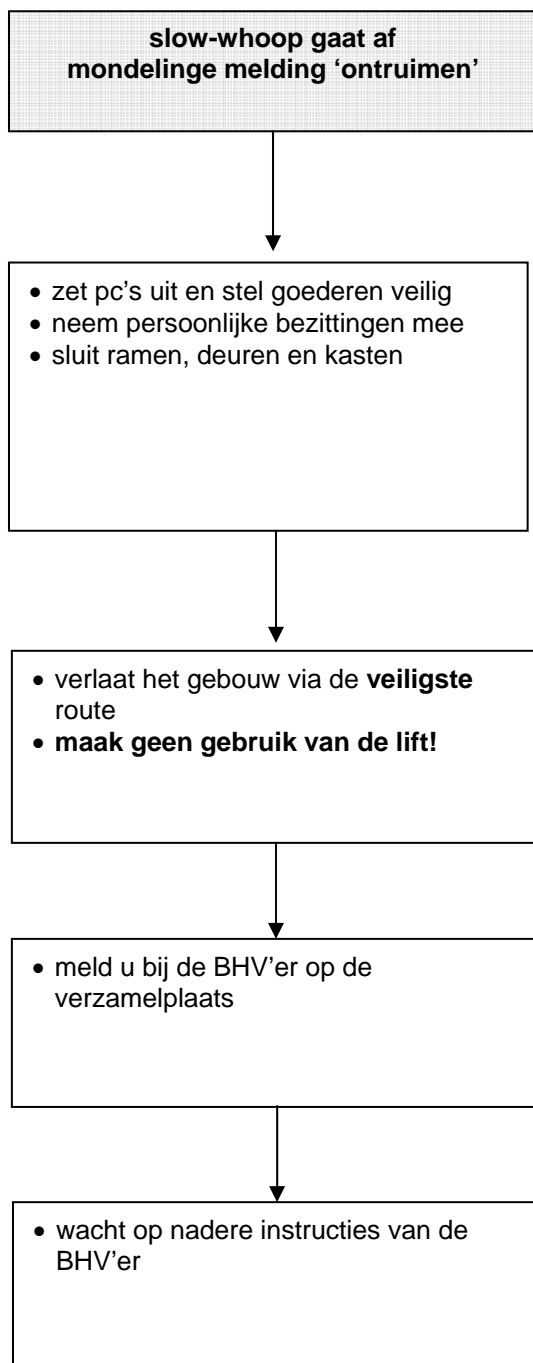 slow-whoop gaat af
mondelinge melding ‘ontruimen’
• zet pc's uit en stel goederen veilig
• neem persoonlijke bezittingen mee
• sluit ramen, deuren en kasten
• verlaat het gebouw via de veiligste
route
• maak geen gebruik van de lift!
• meld u bij de BHV’er op de
verzamelplaats
• wacht op nadere instructies van de
BHV’er